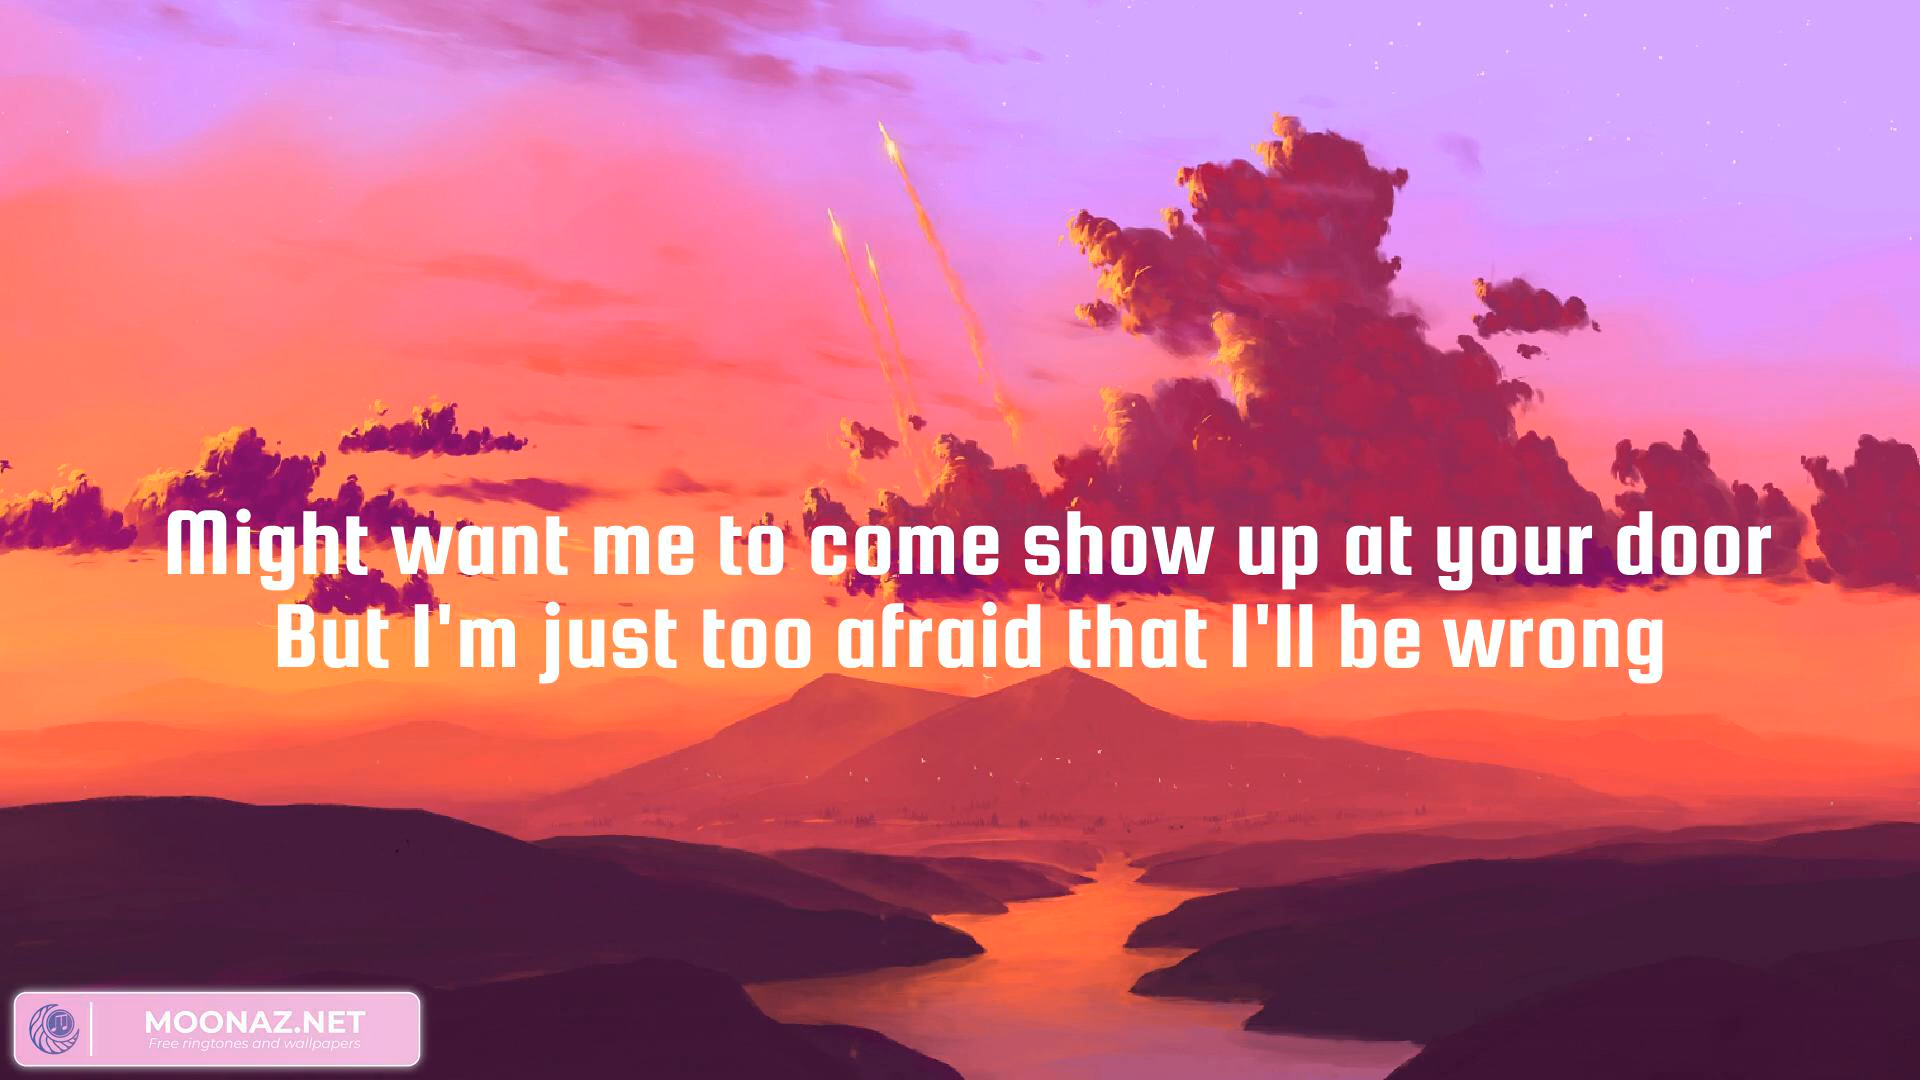 Might want me to come show up at your door
But I'm just too afraid that I'll be wrong
MOONAZ.NET
Free ringtones and wallpapers